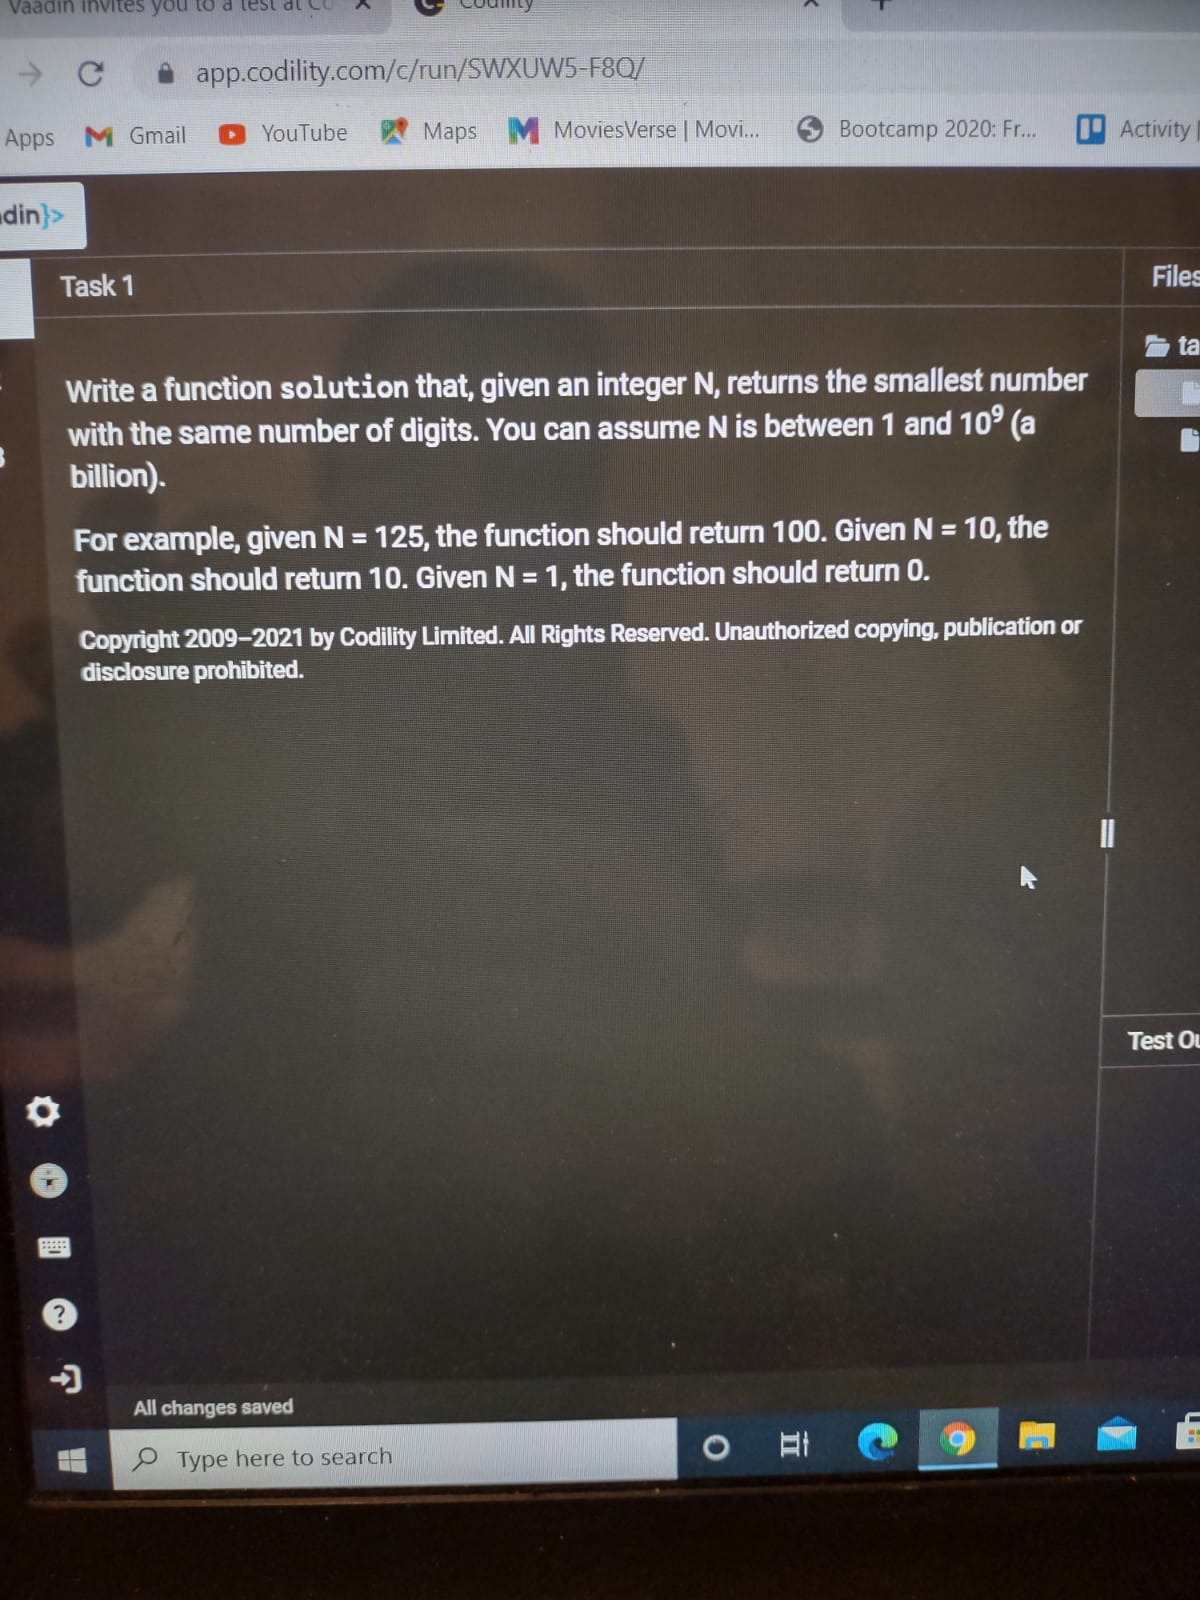 Vaadin invites you to a test at Co
Codility
app.codility.com/c/run/SWXUW5-F8Q/
Apps Gmail YouTube Maps MoviesVerse | Movi... Bootcamp 2020: Fr... Activity |
din}>
Task 1
Files
ta
Write a function solution that, given an integer N, returns the smallest number
with the same number of digits. You can assume N is between 1 and 10⁹ (a
billion).
For example, given N = 125, the function should return 100. Given N = 10, the
function should return 10. Given N = 1, the function should return 0.
Copyright 2009–2021 by Codility Limited. All Rights Reserved. Unauthorized copying, publication or
disclosure prohibited.
Test Ou
All changes saved
Type here to search